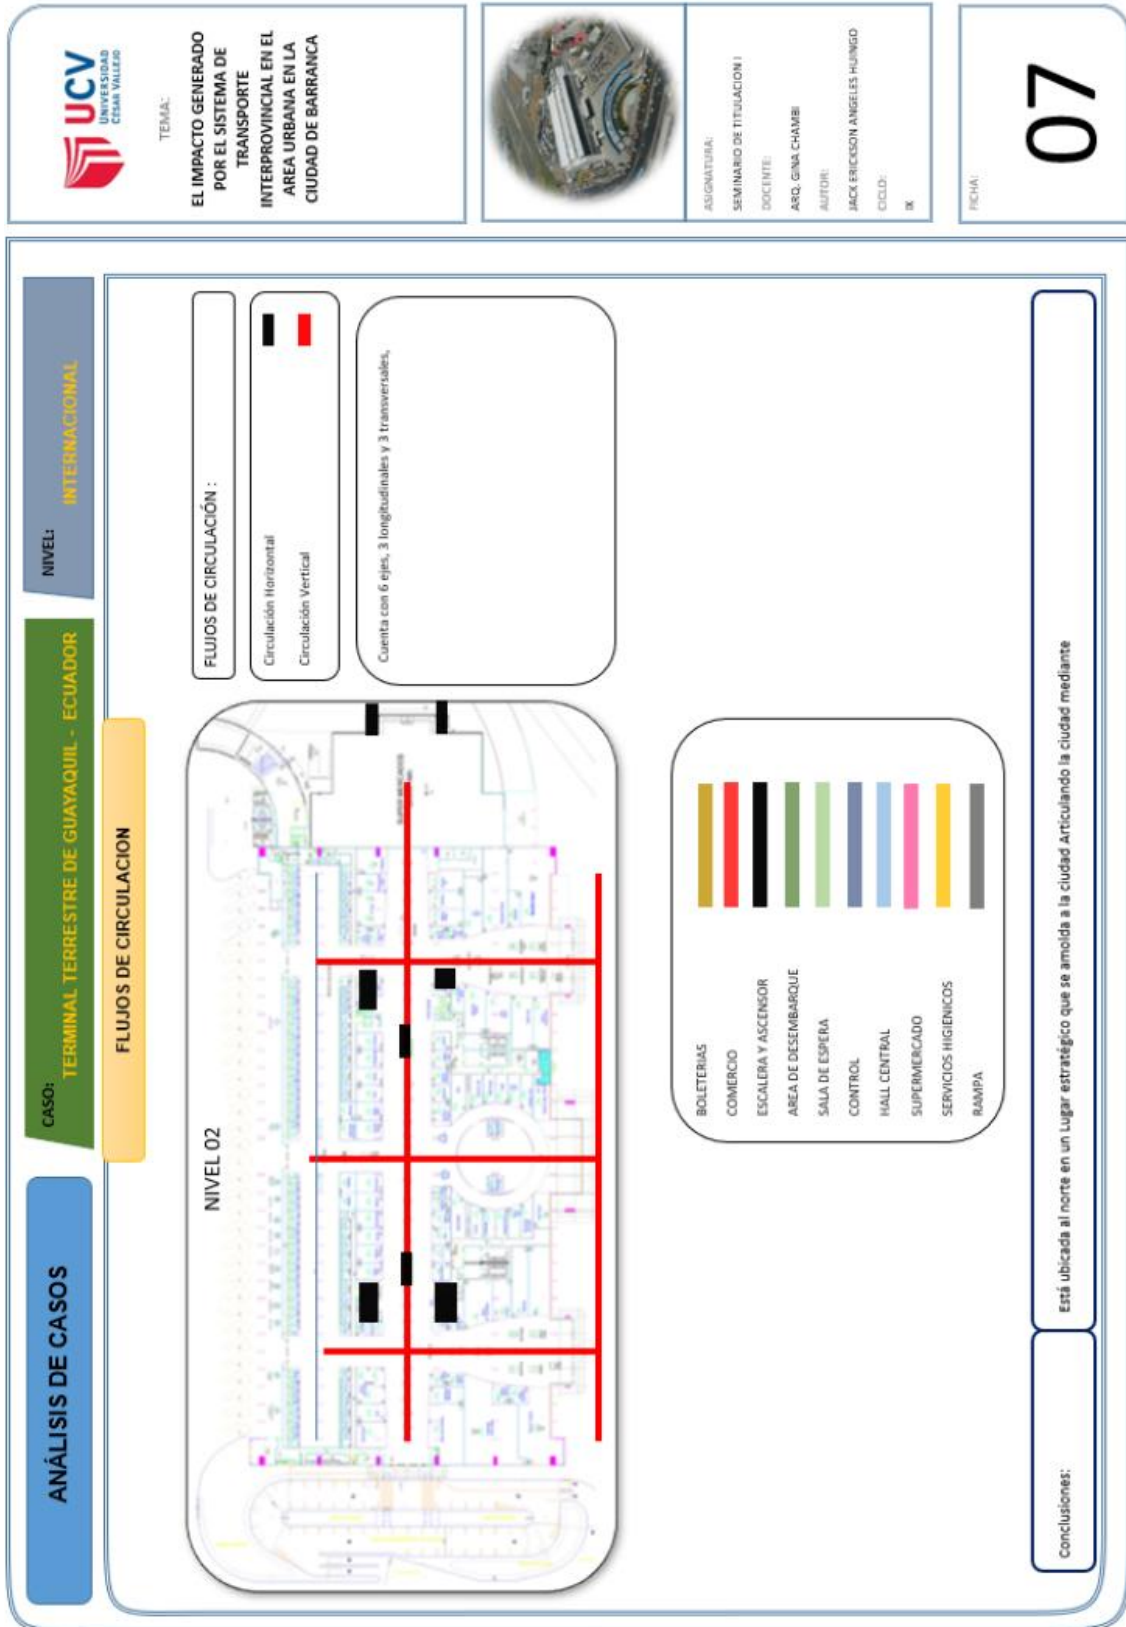 ANÁLISIS DE CASOS
CASO:
TERMINAL TERRESTRE DE GUAYAQUIL - ECUADOR
NIVEL:
INTERNACIONAL
FLUJOS DE CIRCULACION
NIVEL 02
FLUJOS DE CIRCULACIÓN :
Circulación Horizontal
Circulación Vertical
Cuenta con 6 ejes, 3 longitudinales y 3 transversales,
BOLETERIAS
COMERCIO
ESCALERA Y ASCENSOR
AREA DE DESEMBARQUE
SALA DE ESPERA
CONTROL
HALL CENTRAL
SUPERMERCADO
SERVICIOS HIGIENICOS
RAMPA
Conclusiones:
Está ubicada al norte en un Lugar estratégico que se amolda a la ciudad Articulando la ciudad mediante
UCV
UNIVERSIDAD
CÉSAR VALLEJO
TEMA:
EL IMPACTO GENERADO
POR EL SISTEMA DE
TRANSPORTE
INTERPROVINCIAL EN EL
AREA URBANA EN LA
CIUDAD DE BARRANCA
ASIGNATURA:
SEMINARIO DE TITULACION I
DOCENTE:
ARQ. GINA CHAMBI
AUTOR:
JACK ERICKSON ANGELES HUINGO
CICLO:
IX
FICHA:
07